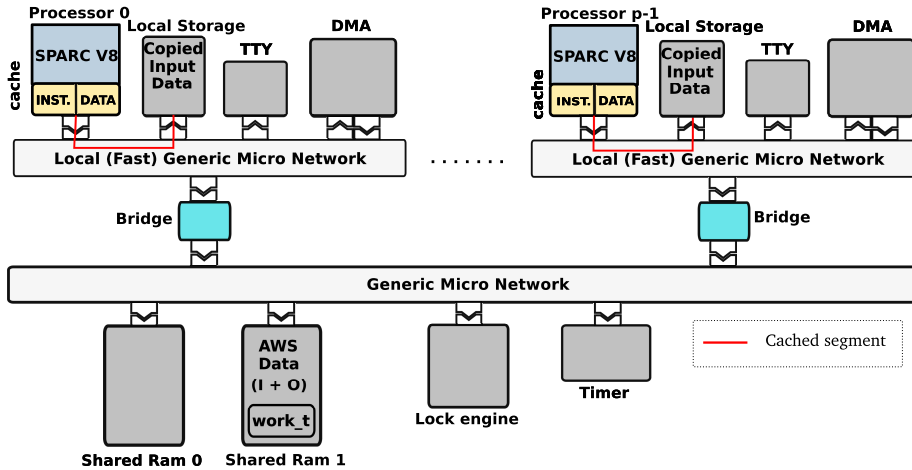 Processor 0
Local Storage
DMA
cache
SPARC V8
INST. DATA
Copied
Input
Data
TTY
Local (Fast) Generic Micro Network
. . . . . . .
Processor p-1
Local Storage
DMA
cache
SPARC V8
INST. DATA
Copied
Input
Data
TTY
Local (Fast) Generic Micro Network
Bridge
Bridge
Generic Micro Network
AWS
Data
(I + O)
work_t
Shared Ram 0
Shared Ram 1
Lock engine
Timer
Cached segment